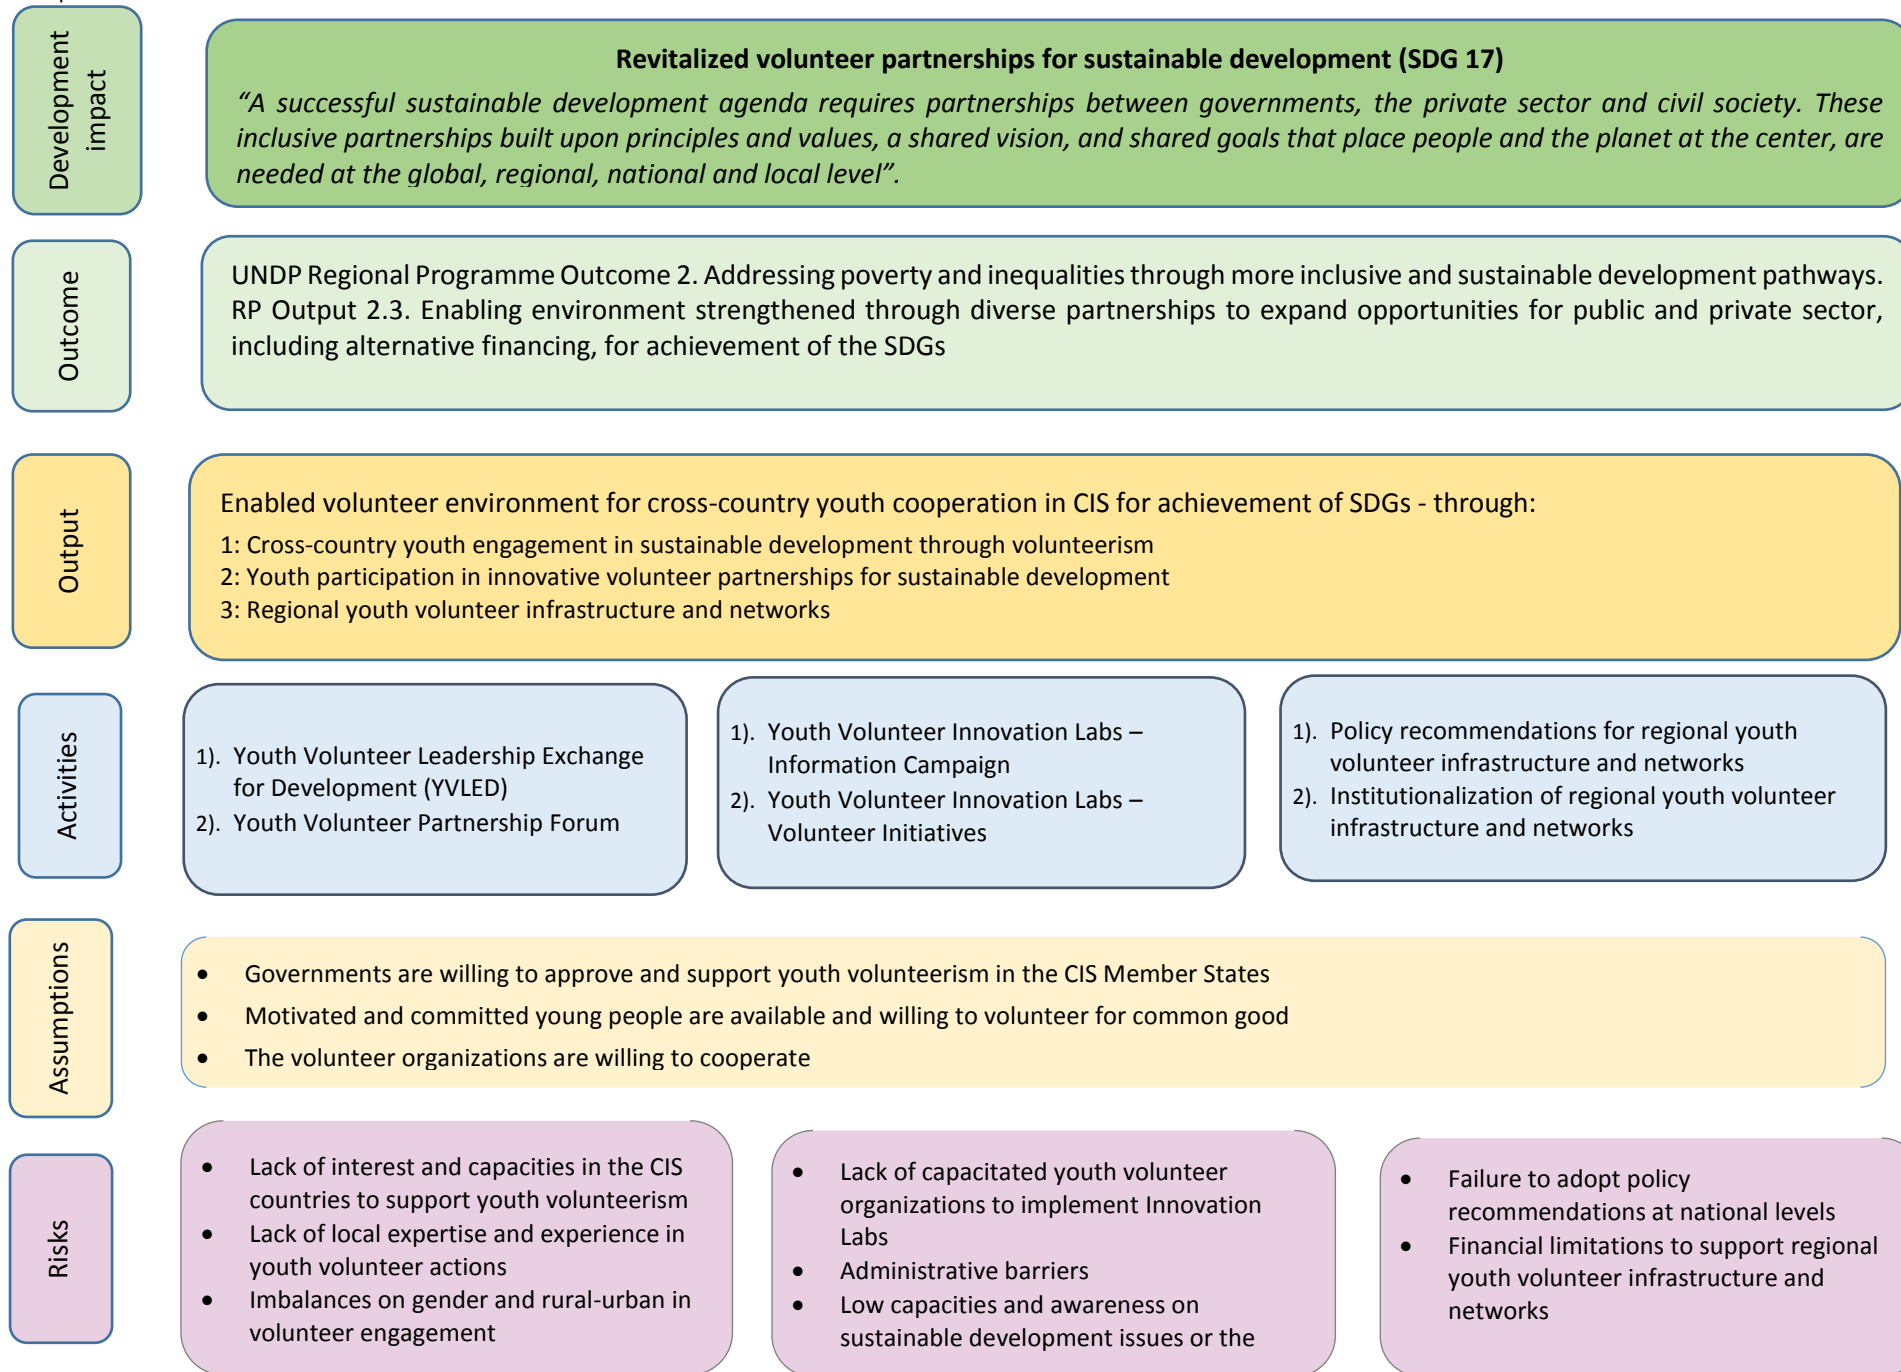 Development
impact
Revitalized volunteer partnerships for sustainable development (SDG 17)
“A successful sustainable development agenda requires partnerships between governments, the private sector and civil society. These
inclusive partnerships built upon principles and values, a shared vision, and shared goals that place people and the planet at the center, are
needed at the global, regional, national and local level”.
Outcome
UNDP Regional Programme Outcome 2. Addressing poverty and inequalities through more inclusive and sustainable development pathways.
RP Output 2.3. Enabling environment strengthened through diverse partnerships to expand opportunities for public and private sector,
including alternative financing, for achievement of the SDGs
Output
Enabled volunteer environment for cross-country youth cooperation in CIS for achievement of SDGs - through:
1: Cross-country youth engagement in sustainable development through volunteerism
2: Youth participation in innovative volunteer partnerships for sustainable development
3: Regional youth volunteer infrastructure and networks
Activities
1). Youth Volunteer Leadership Exchange
for Development (YVLED)
2). Youth Volunteer Partnership Forum
1). Youth Volunteer Innovation Labs –
Information Campaign
2). Youth Volunteer Innovation Labs –
Volunteer Initiatives
1). Policy recommendations for regional youth
volunteer infrastructure and networks
2). Institutionalization of regional youth volunteer
infrastructure and networks
Assumptions
• Governments are willing to approve and support youth volunteerism in the CIS Member States
• Motivated and committed young people are available and willing to volunteer for common good
• The volunteer organizations are willing to cooperate
Risks
• Lack of interest and capacities in the CIS
countries to support youth volunteerism
• Lack of local expertise and experience in
youth volunteer actions
• Imbalances on gender and rural-urban in
volunteer engagement
• Lack of capacitated youth volunteer
organizations to implement Innovation
Labs
• Administrative barriers
• Low capacities and awareness on
sustainable development issues or the
• Failure to adopt policy
recommendations at national levels
• Financial limitations to support regional
youth volunteer infrastructure and
networks